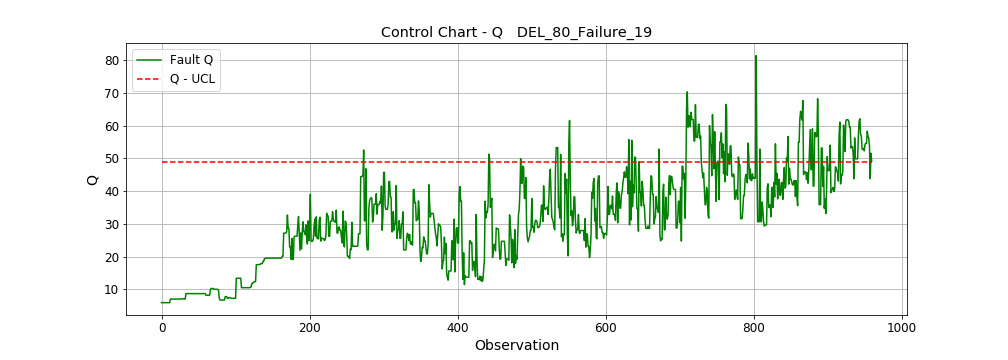 Control Chart - Q   DEL_80_Failure_19
Fault Q
Q - UCL
Q
80
70
60
50
40
30
20
10
0 200 400 600 800 1000
Observation